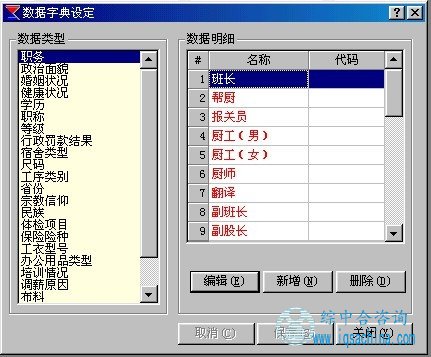 数据字典设定
数据类型
职务
政治面貌
婚姻状况
健康状况
学历
职称
等级
行政罚款结果
宿舍类型
尺码
工序类别
省份
宗教信仰
民族
体检项目
保险险种
工衣型号
办公用品类型
培训情况
调薪原因
布料
数据明细
# 名称 代码
1 班长
2 帮厨
3 报关员
4 厨工(男)
5 厨工(女)
6 厨师
7 翻译
8 副班长
9 副股长
编辑(E) 新增(N) 删除(D)
取消(C) 关闭(X)
综中合咨询